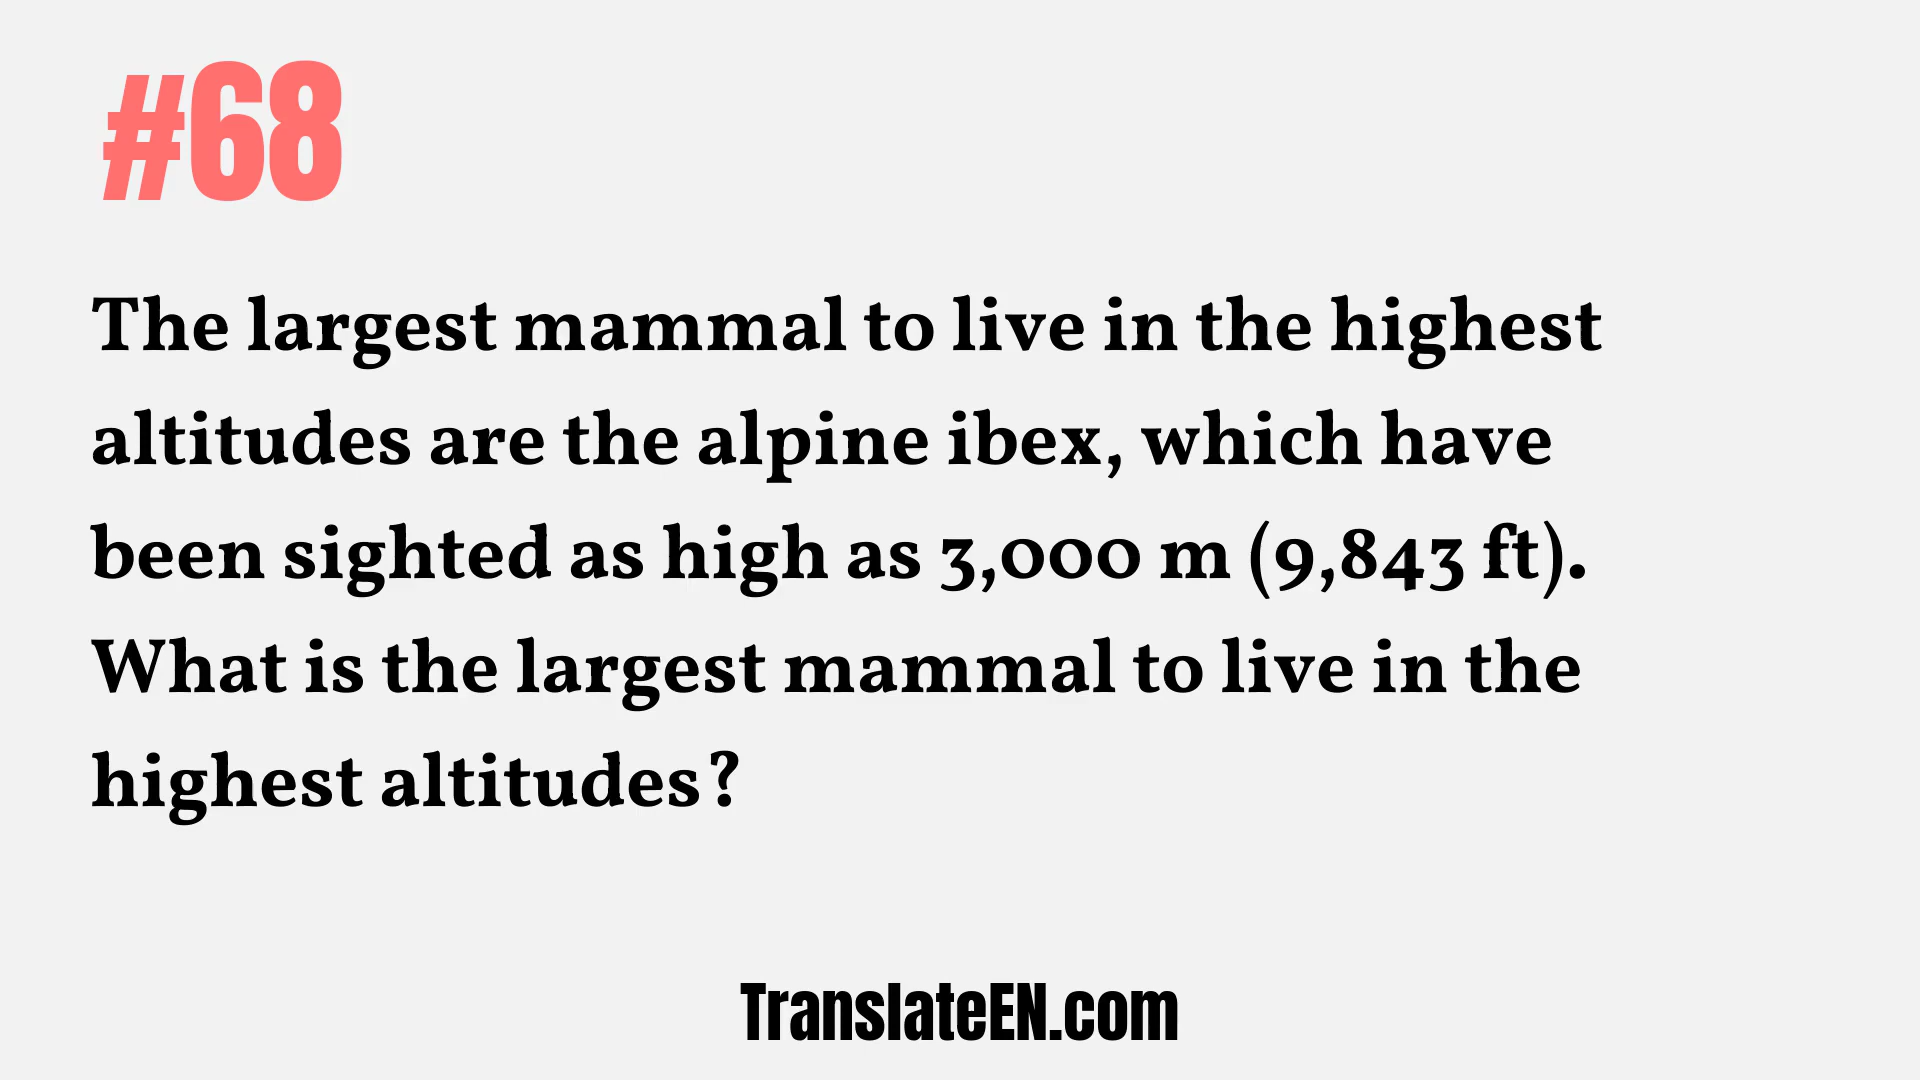 #68
The largest mammal to live in the highest
altitudes are the alpine ibex, which have
been sighted as high as 3,000 m (9,843 ft).
What is the largest mammal to live in the
highest altitudes?
TranslateEN.com